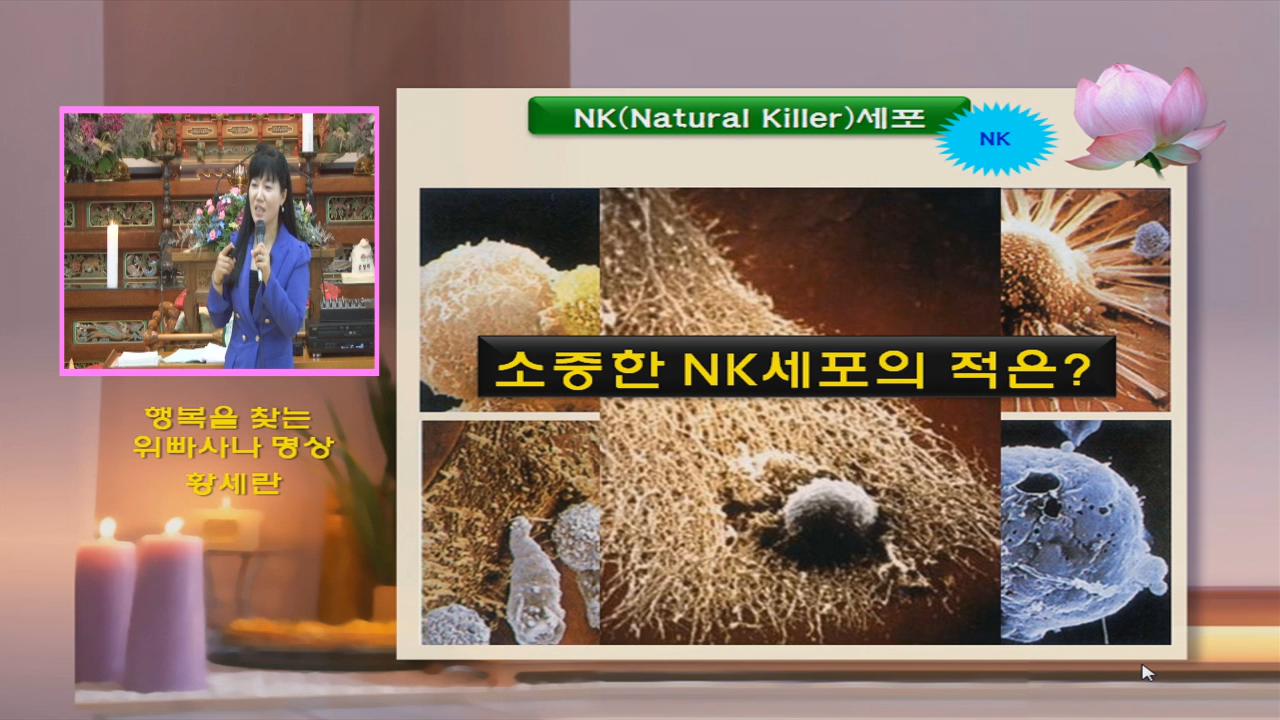 NK(Natural Killer)세포
NK
소중한 NK세포의 적은?
행복을 찾는
위빠사나 명상
황세란